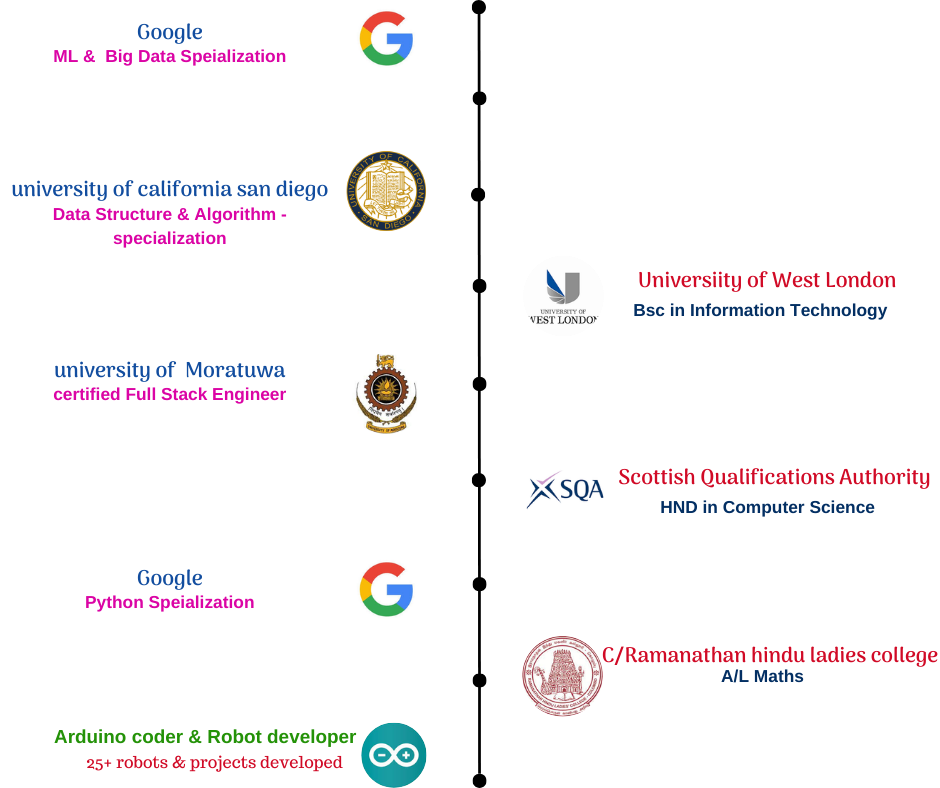 Google
ML &  Big Data Speialization
UNIVERSITY OF CALIFORNIA
SAN DIEGO
university of california san diego
Data Structure & Algorithm -
specialization
Universiity of West London
Bsc in Information Technology
UNIVERSITY OF
WEST LONDON
university of  Moratuwa
certified Full Stack Engineer
SQA
Scottish Qualifications Authority
HND in Computer Science
Google
Python Speialization
C/Ramanathan hindu ladies college
A/L Maths
Arduino coder & Robot developer
25+ robots & projects developed